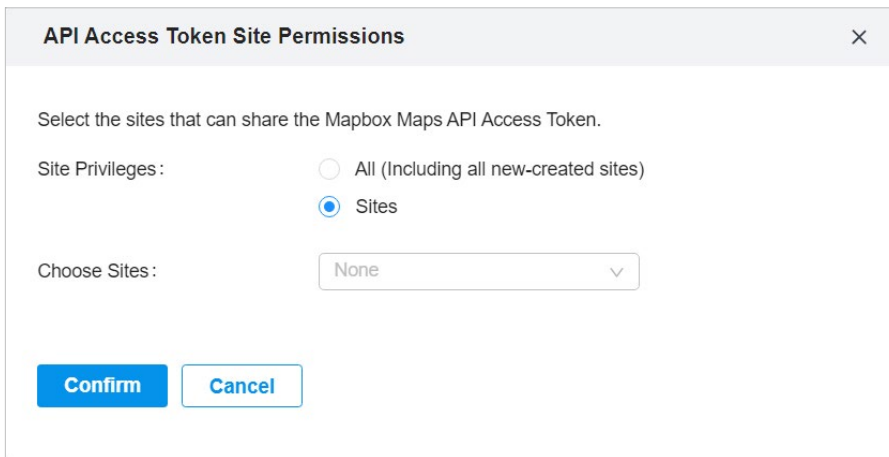 API Access Token Site Permissions
Select the sites that can share the Mapbox Maps API Access Token.
Site Privileges:
All (Including all new-created sites)
Sites
Choose Sites:
None
Confirm
Cancel